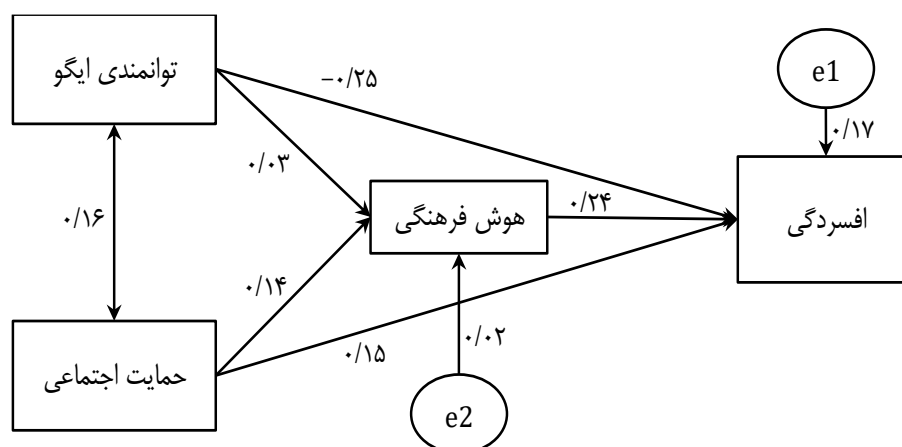 توانمندی ایگو
e1
−۰/۲۵
۰/۱۷
۰/۰۳
۰/۱۶
هوش فرهنگی
۰/۲۴
افسردگی
۰/۱۴
حمایت اجتماعی
۰/۱۵
۰/۰۲
e2